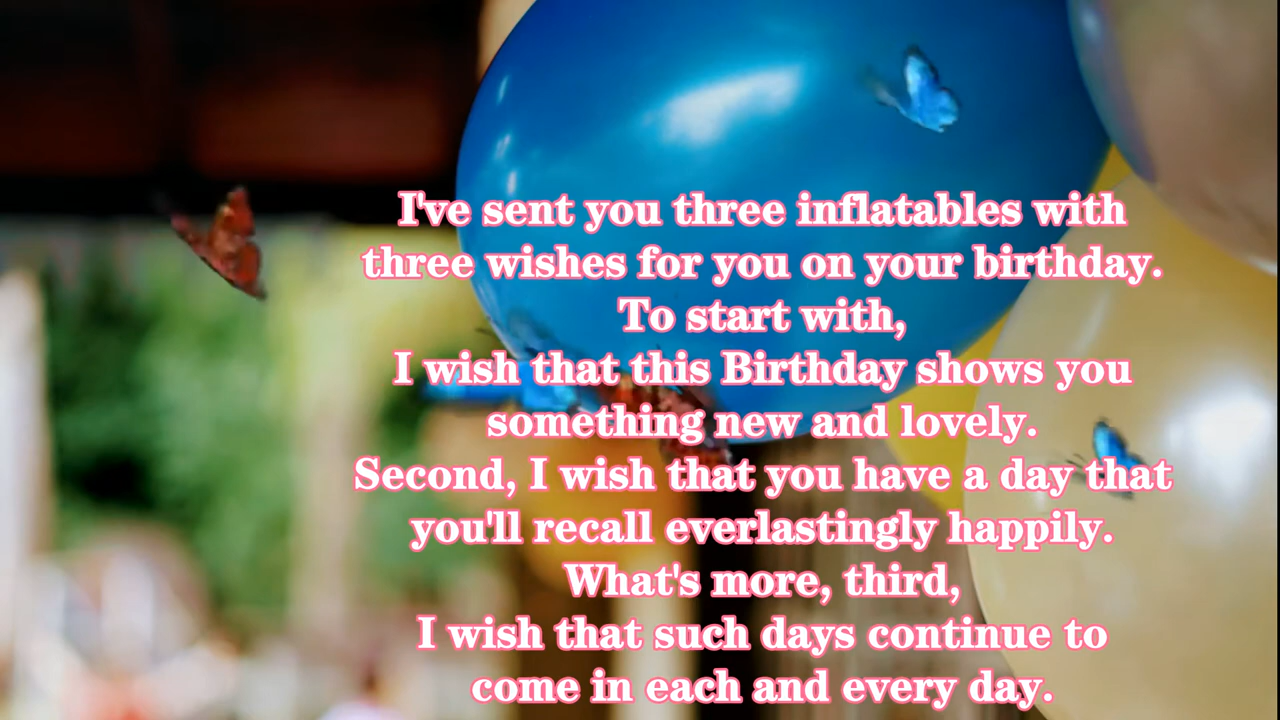 I've sent you three inflatables with
three wishes for you on your birthday.
To start with,
I wish that this Birthday shows you
something new and lovely.
Second, I wish that you have a day that
you'll recall everlastingly happily.
What's more, third,
I wish that such days continue to
come in each and every day.